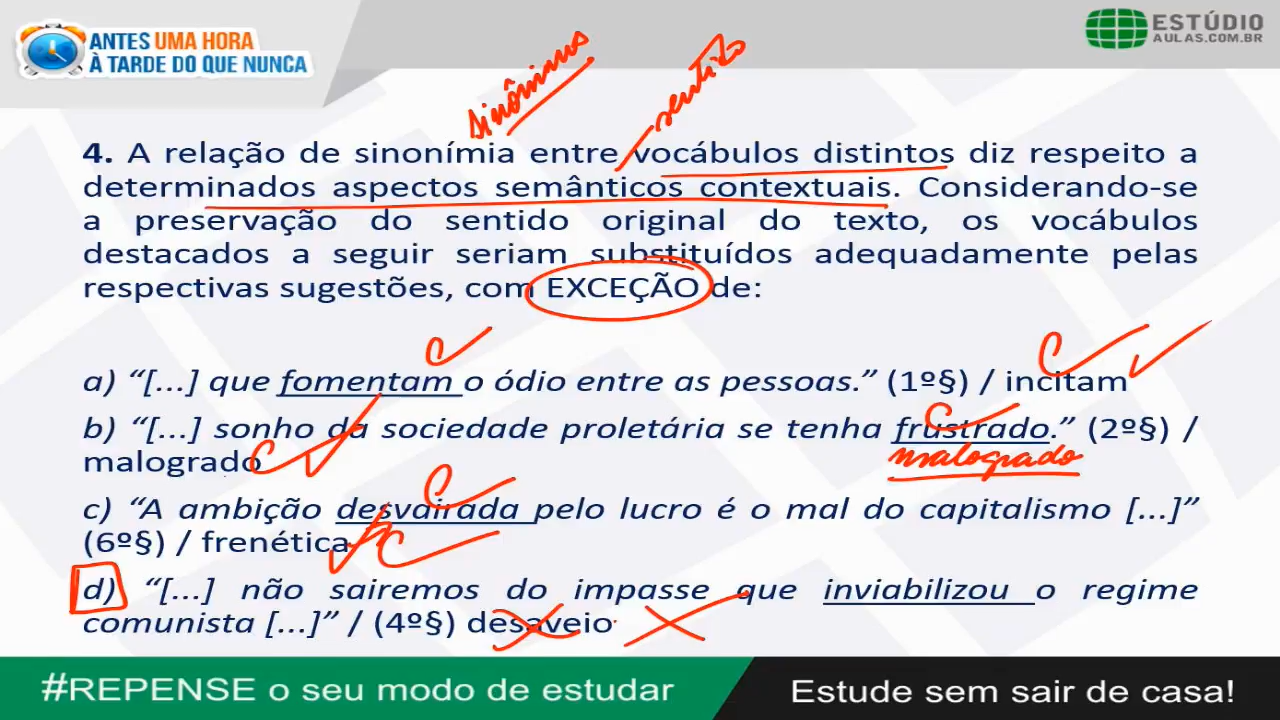 ANTES UMA HORA
À TARDE DO QUE NUNCA
ESTÚDIO
AULAS.COM.BR
sinônimos
sentido
4. A relação de sinonímia entre vocábulos distintos diz respeito a
determinados aspectos semânticos contextuais. Considerando-se
a preservação do sentido original do texto, os vocábulos
destacados a seguir seriam substituídos adequadamente pelas
respectivas sugestões, com EXCEÇÃO de:
C
C
a) “[...] que fomentam o ódio entre as pessoas.” (1º§) / incitam
C
b) “[...] sonho da sociedade proletária se tenha frustrado.” (2º§) /
malogrado C malogrado
C
c) “A ambição desvairada pelo lucro é o mal do capitalismo [...]”
(6º§) / frenética C
d) “[...] não sairemos do impasse que inviabilizou o regime
comunista [...]” / (4º§) desaveio
#REPENSE o seu modo de estudar
Estude sem sair de casa!